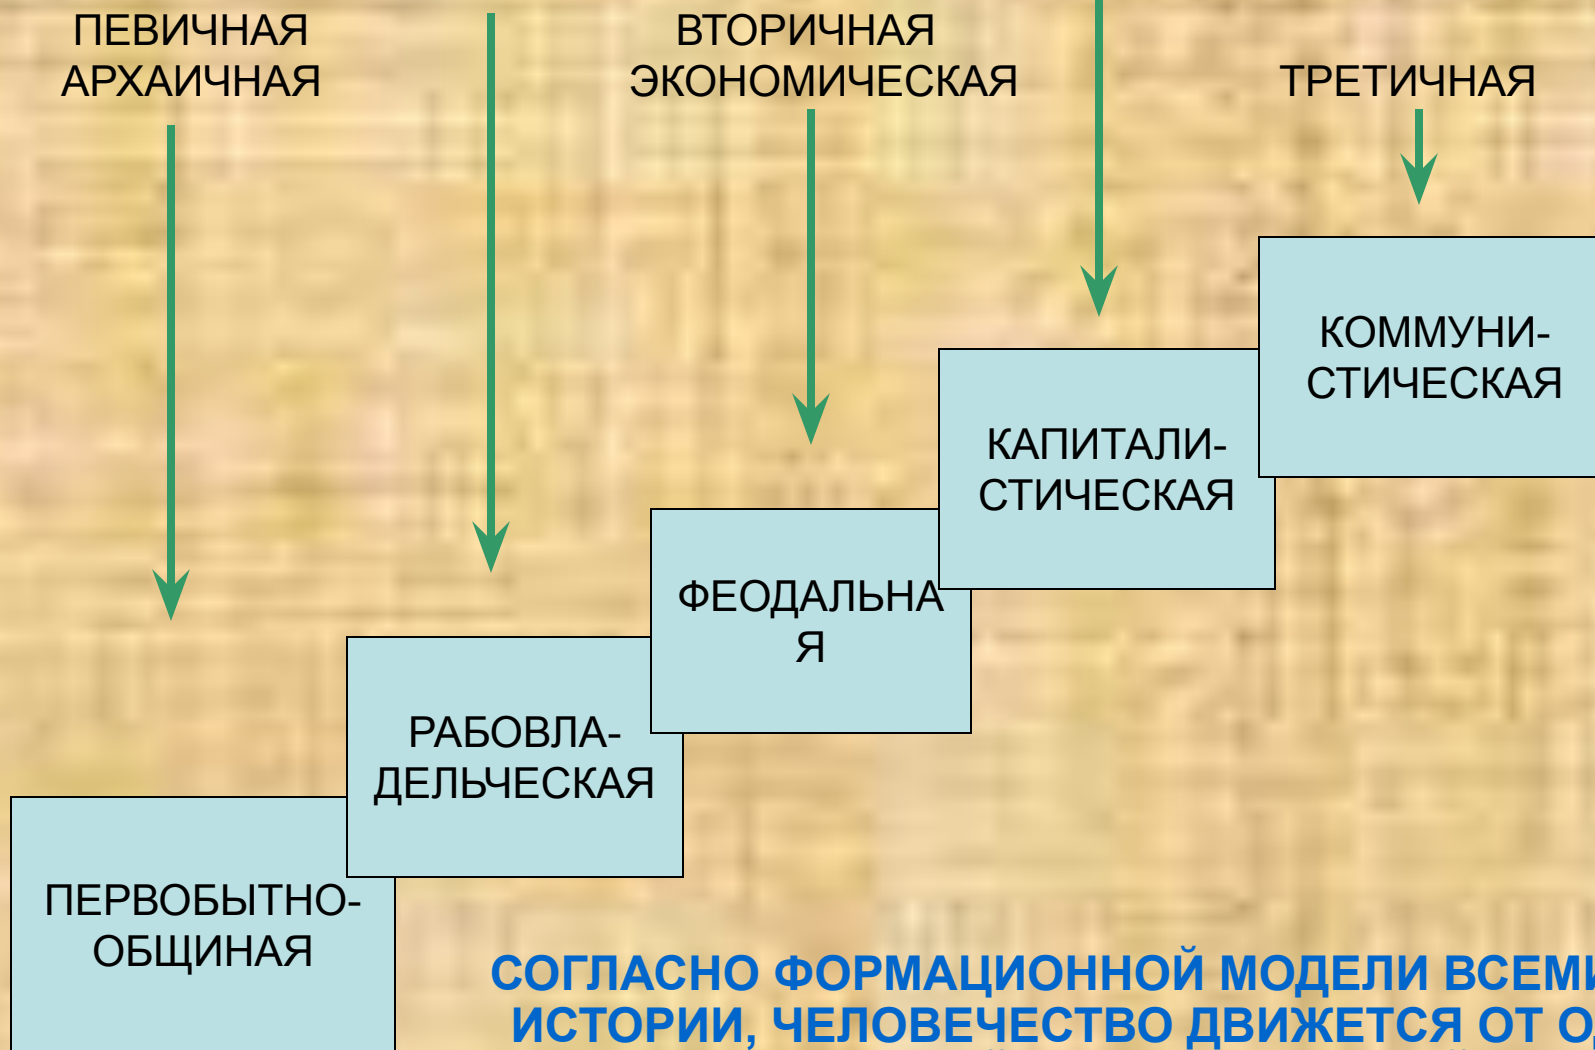 ПЕВИЧНАЯ
АРХАИЧНАЯ
ВТОРИЧНАЯ
ЭКОНОМИЧЕСКАЯ
ТРЕТИЧНАЯ
КОММУНИ-
СТИЧЕСКАЯ
КАПИТАЛИ-
СТИЧЕСКАЯ
ФЕОДАЛЬНА
Я
РАБОВЛА-
ДЕЛЬЧЕСКАЯ
ПЕРВОБЫТНО-
ОБЩИНАЯ
СОГЛАСНО ФОРМАЦИОННОЙ МОДЕЛИ
ИСТОРИИ, ЧЕЛОВЕЧЕСТВО ДВИЖЕТСЯ ОТ